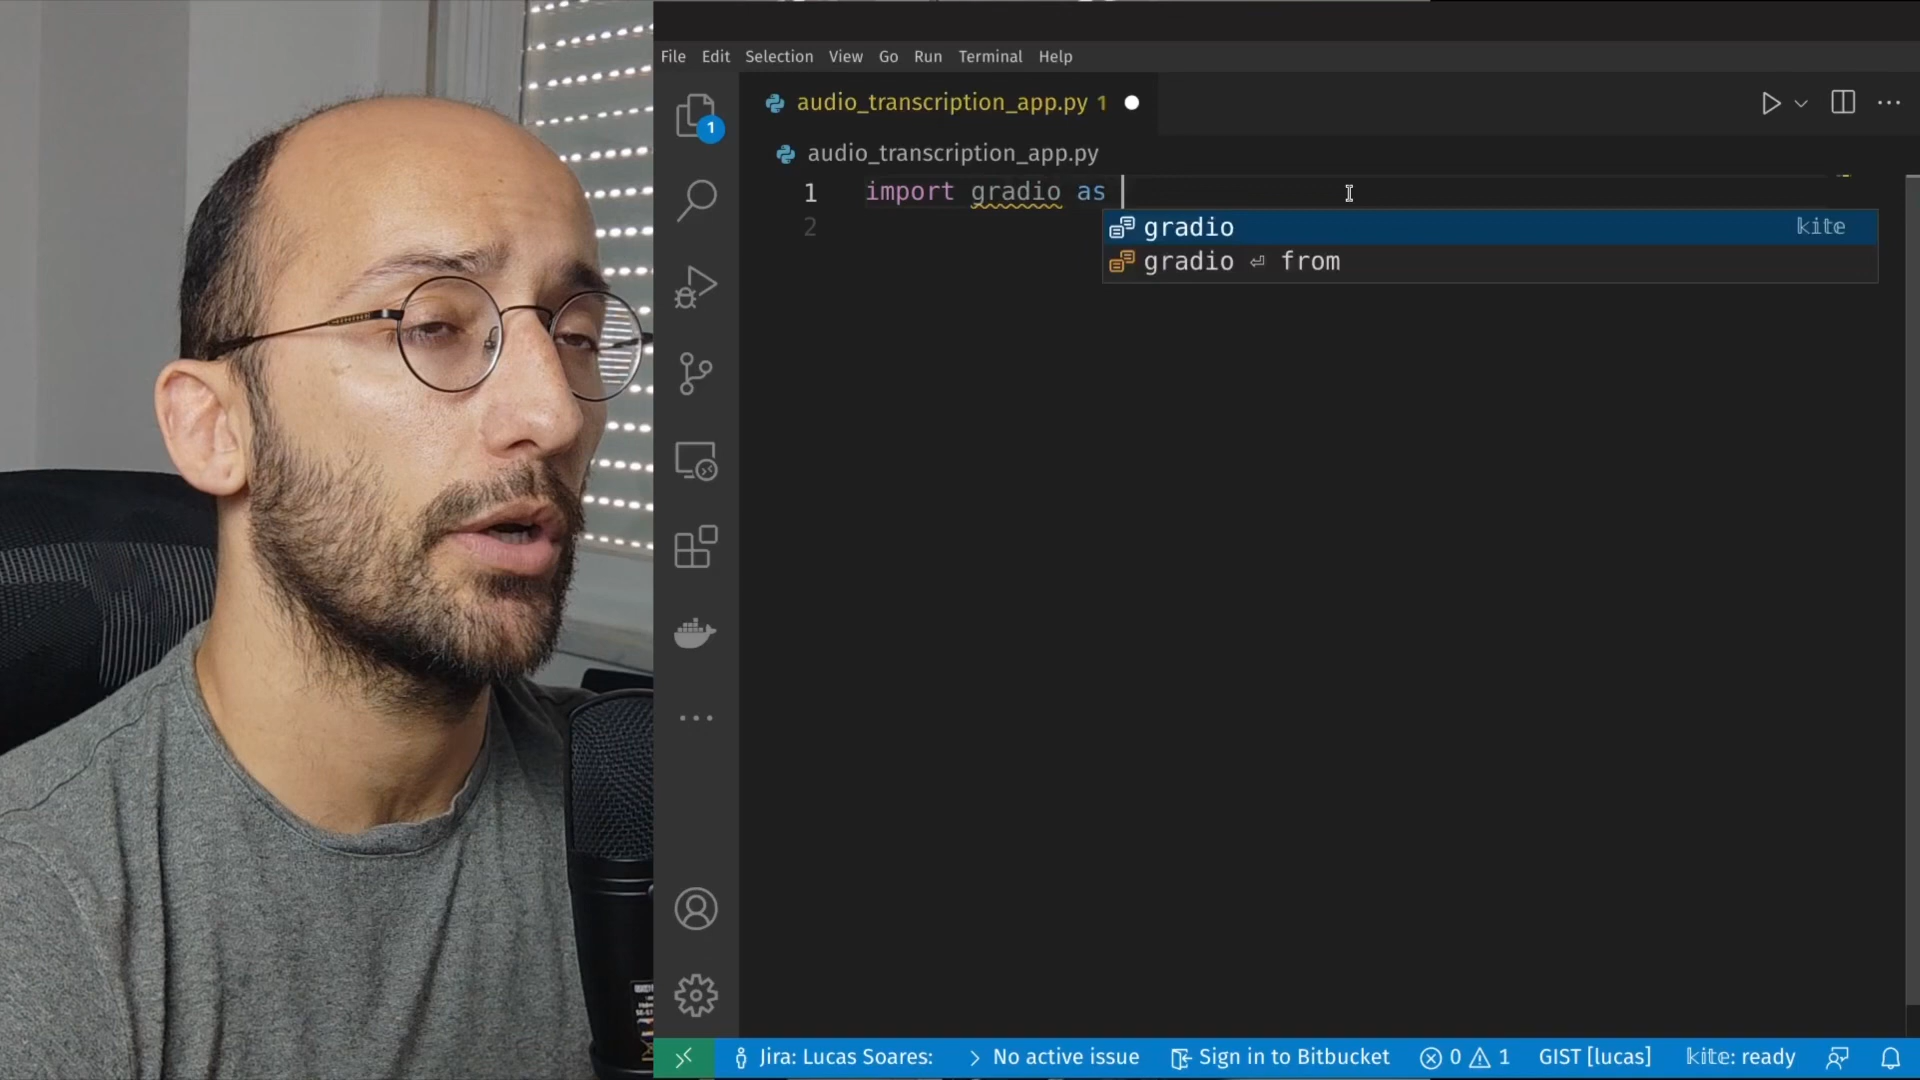 File Edit Selection View Go Run Terminal Help
audio_transcription_app.py 1
audio_transcription_app.py
1 import gradio as
2
gradio kite
gradio ⏎ from
1
Jira: Lucas Soares: > No active issue Sign in to Bitbucket 0 1 GIST [lucas] kite: ready